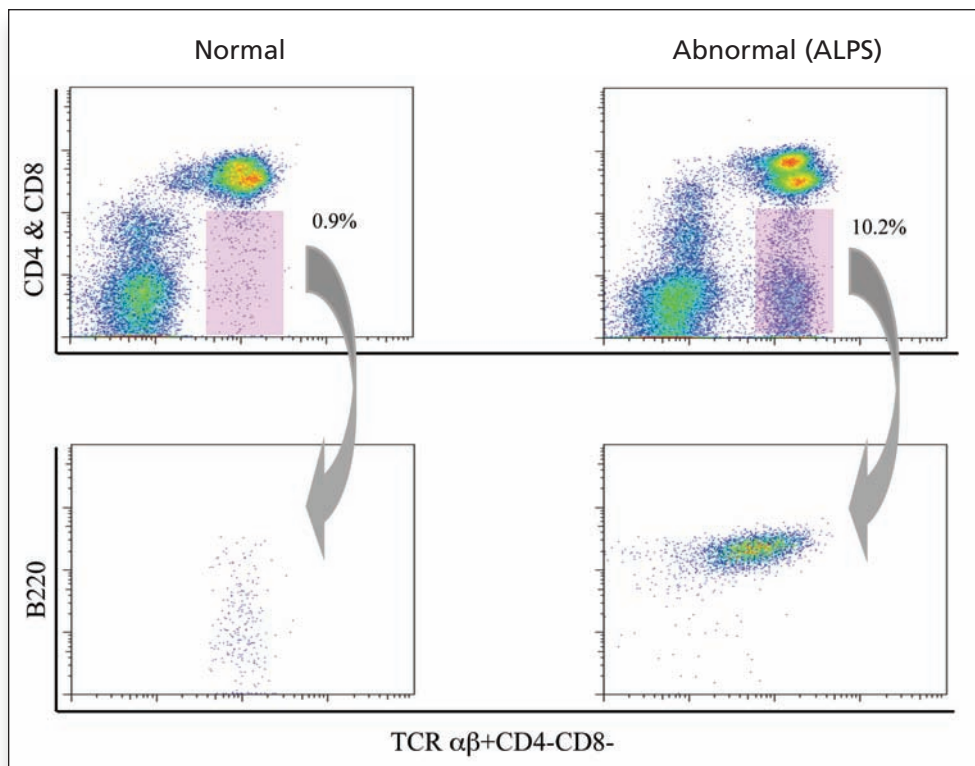 Normal
Abnormal (ALPS)
CD4 & CD8
0.9%
10.2%
B220
TCR αβ+CD4-CD8-